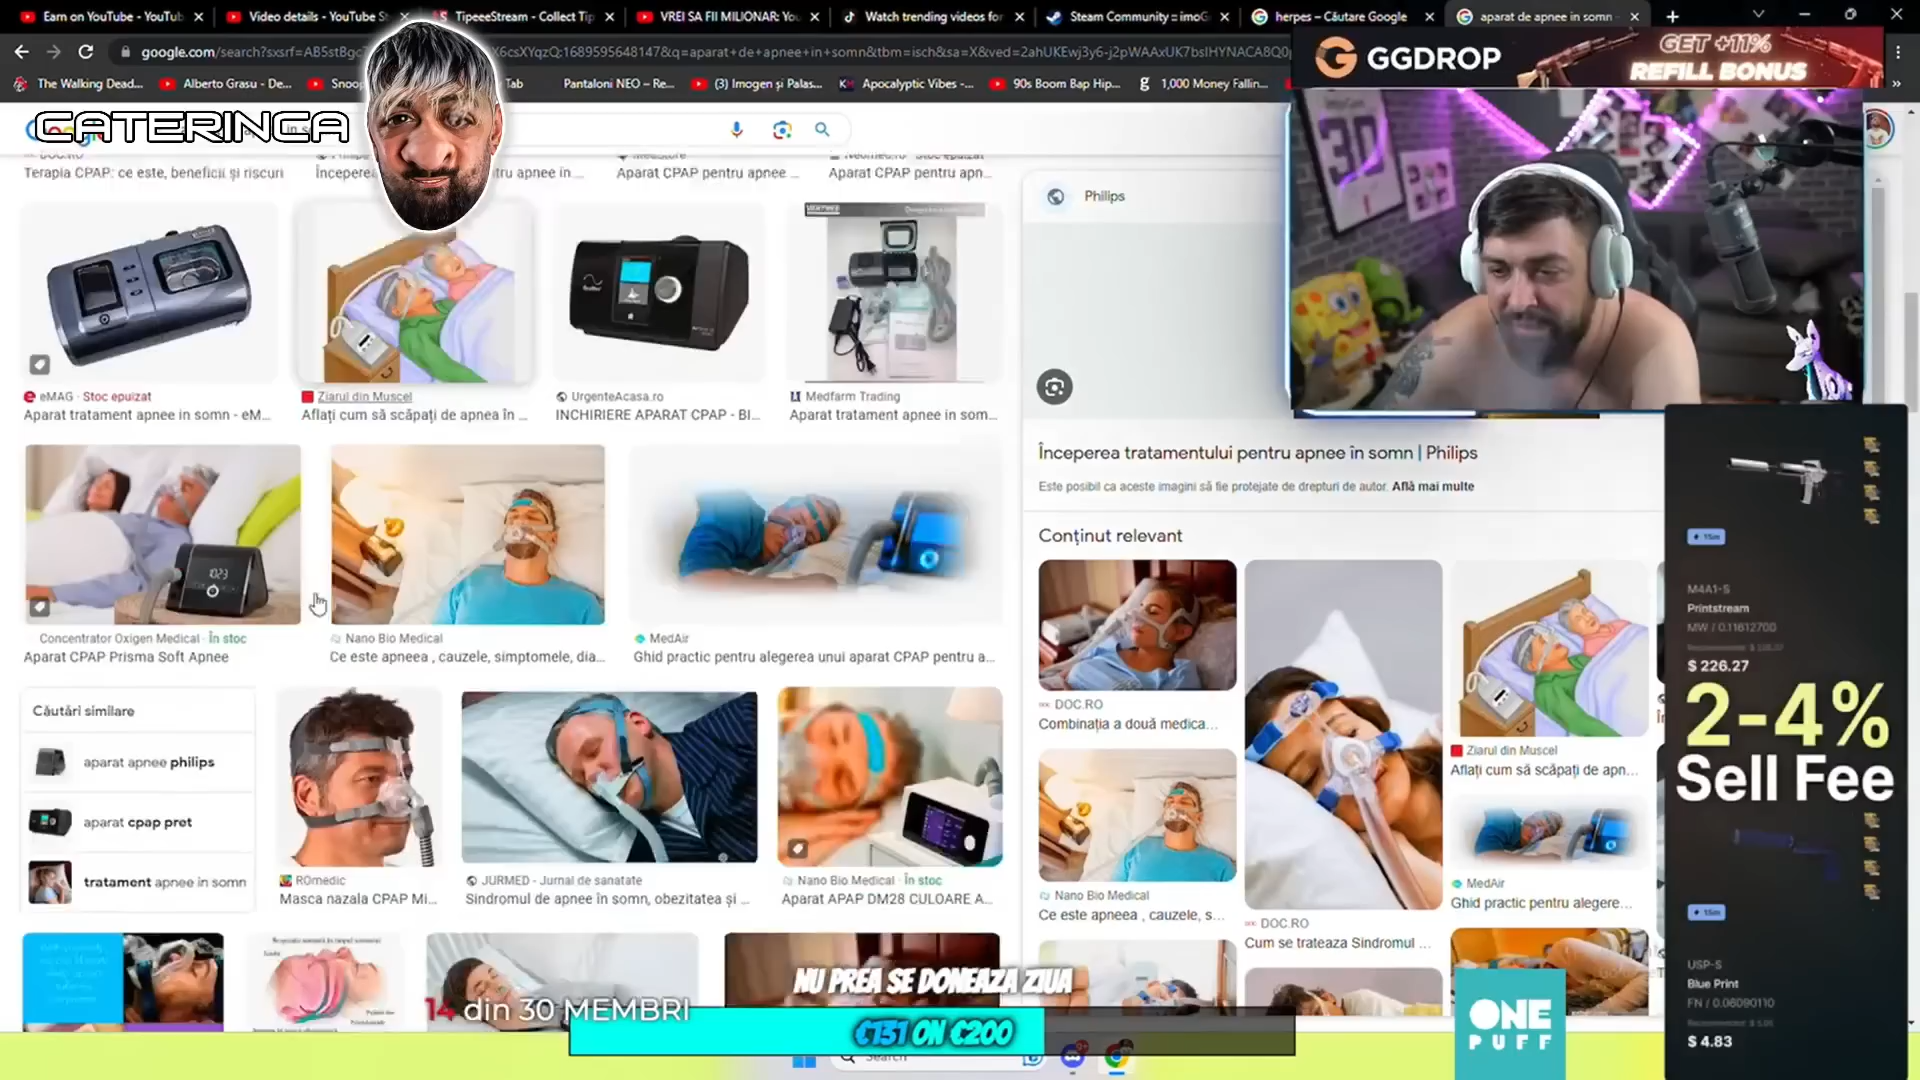 Earn on YouTube - YouTub
Video details - YouTube St
TipeeeStream - Collect Tip
VREI SA FII MILIONAR: You
Watch trending videos for
Steam Community :: imoG
herpes – Căutare Google
aparat de apnee in somn -
The Walking Dead...
Alberto Grasu - De...
Snoop
Tab
Pantaloni NEO – Re...
(3) Imogen și Palas...
Apocalyptic Vibes -...
90s Boom Bap Hip...
1,000 Money Fallin...
GGDROP
GET +11%
REFILL BONUS
CATERINCA
DOC.RO
Terapia CPAP: ce este, beneficii și riscuri
Aparat CPAP pentru apnee ...
Aparat CPAP pentru apn...
Philips
eMAG · Stoc epuizat
Aparat tratament apnee in somn - eM...
Ziarul din Muscel
Aflați cum să scăpați de apnea în ...
UrgenteAcasa.ro
INCHIRIERE APARAT CPAP - BI...
Medfarm Trading
Aparat tratament apnee in som...
Începerea tratamentului pentru apnee în somn | Philips
Este posibil ca aceste imagini să fie protejate de drepturi de autor. Află mai multe
Conținut relevant
Concentrator Oxigen Medical · În stoc
Aparat CPAP Prisma Soft Apnee
Nano Bio Medical
Ce este apneea , cauzele, simptomele, dia...
MedAir
Ghid practic pentru alegerea unui aparat CPAP pentru a...
Căutări similare
aparat apnee philips
aparat cpap pret
tratament apnee in somn
ROmedic
Masca nazala CPAP Mi...
JURMED - Jurnal de sanatate
Sindromul de apnee în somn, obezitatea și ...
Nano Bio Medical · În stoc
Aparat APAP DM28 CULOARE A...
DOC.RO
Combinația a două medica...
Nano Bio Medical
Ce este apneea , cauzele, s...
DOC.RO
Cum se trateaza Sindromul ...
Ziarul din Muscel
Aflați cum să scăpați de apn...
MedAir
Ghid practic pentru alegere...
M4A1-S
Printstream
MW / 0.11612700
$ 226.27
2-4%
Sell Fee
USP-S
Blue Print
FN / 0.06090110
$ 4.83
NU PREA SE DONEAZA ZIUA
14 din 30 MEMBRI
€131 ON €200
Search
ONE
PUFF